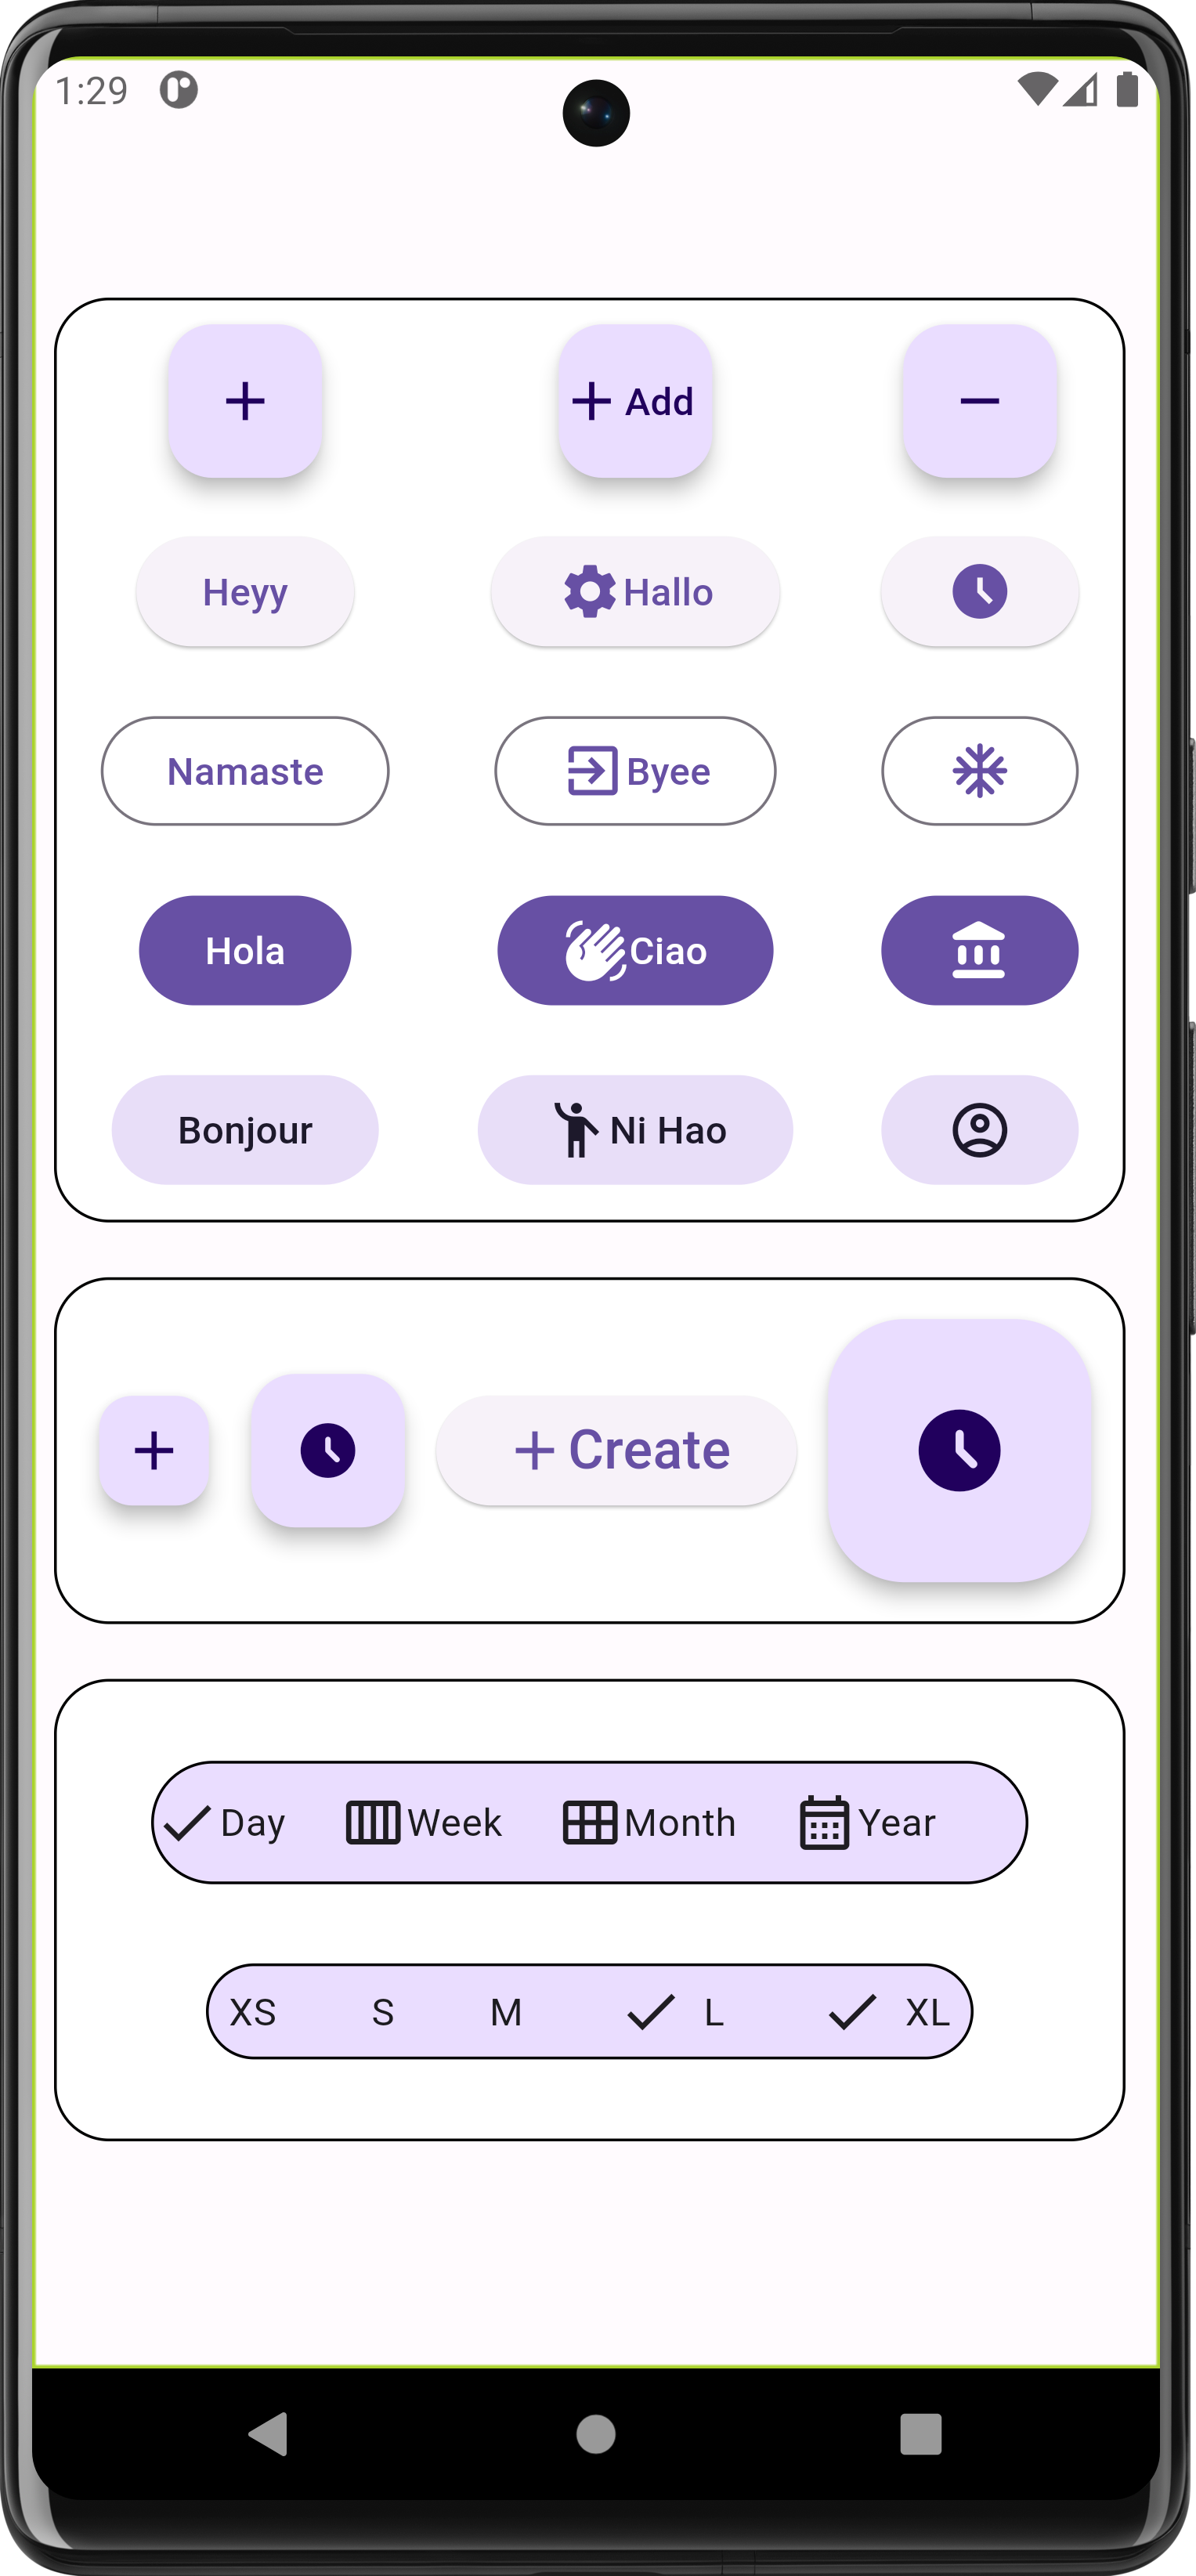 1:29
Add
Heyy Hallo
Namaste Byee
Hola Ciao
Bonjour Ni Hao
Create
Day Week Month Year
XS S M L XL